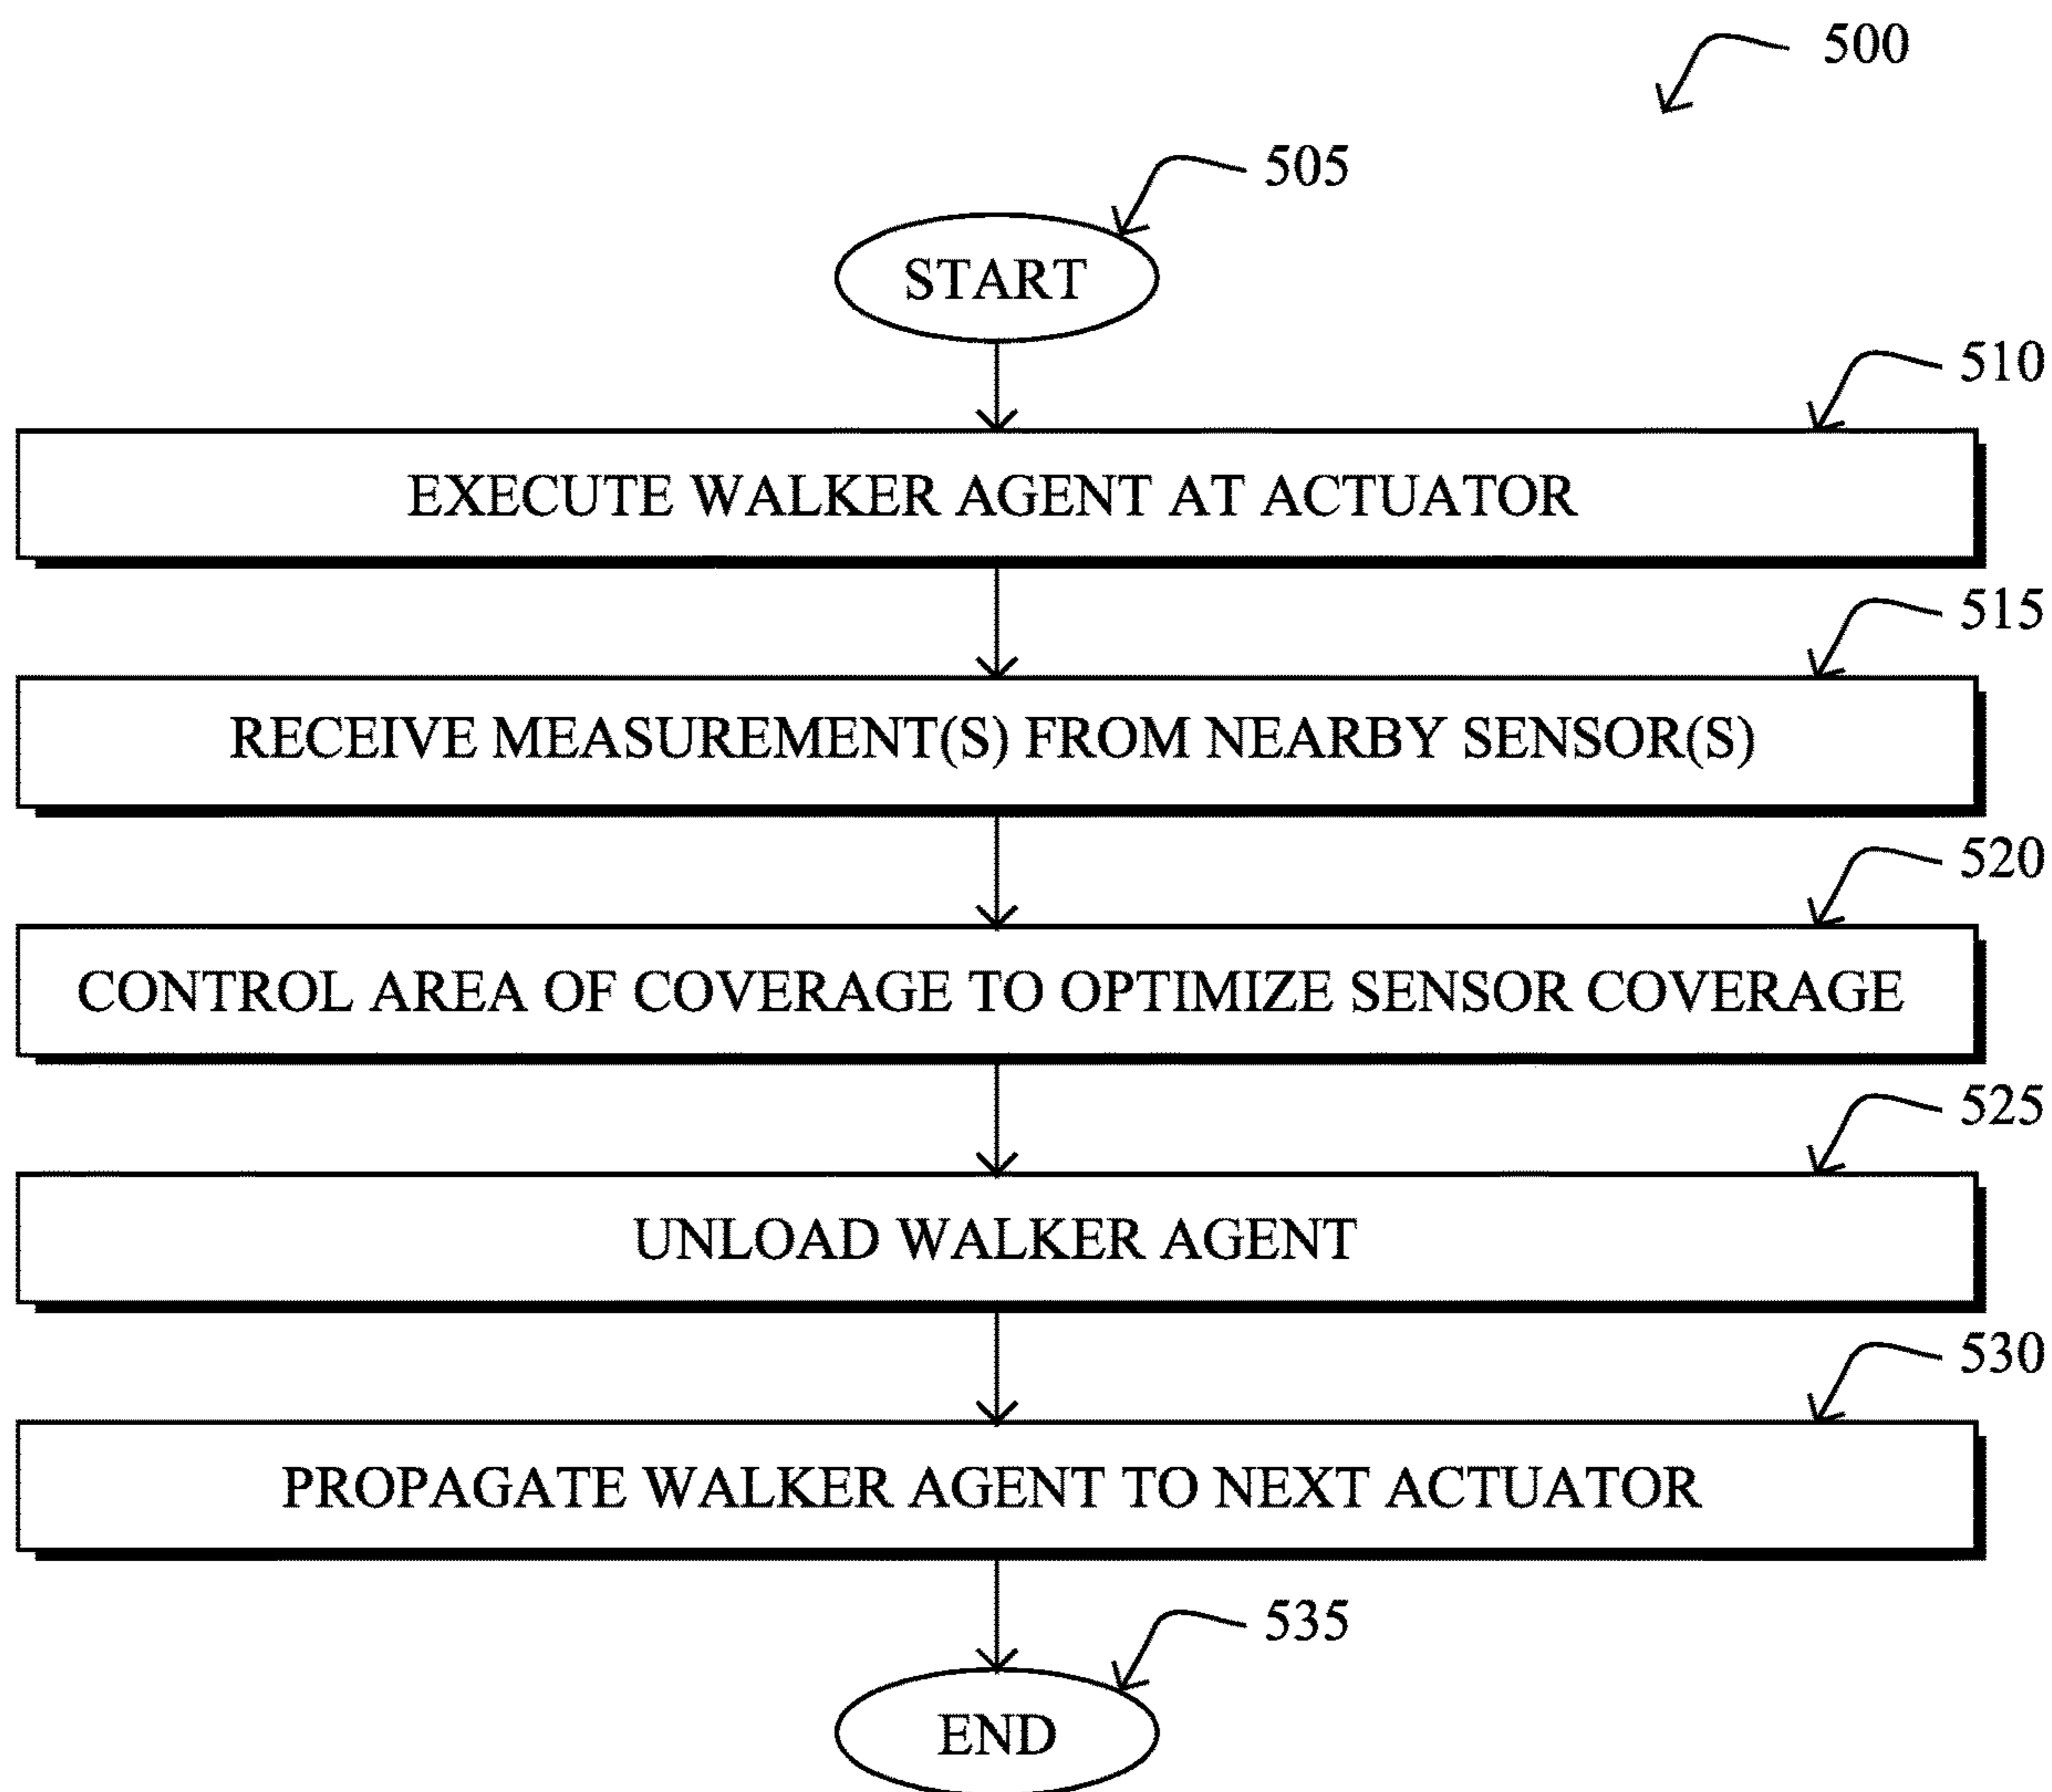 500
505
START
510
EXECUTE WALKER AGENT AT ACTUATOR
515
RECEIVE MEASUREMENT(S) FROM NEARBY SENSOR(S)
520
CONTROL AREA OF COVERAGE TO OPTIMIZE SENSOR COVERAGE
525
UNLOAD WALKER AGENT
530
PROPAGATE WALKER AGENT TO NEXT ACTUATOR
535
END